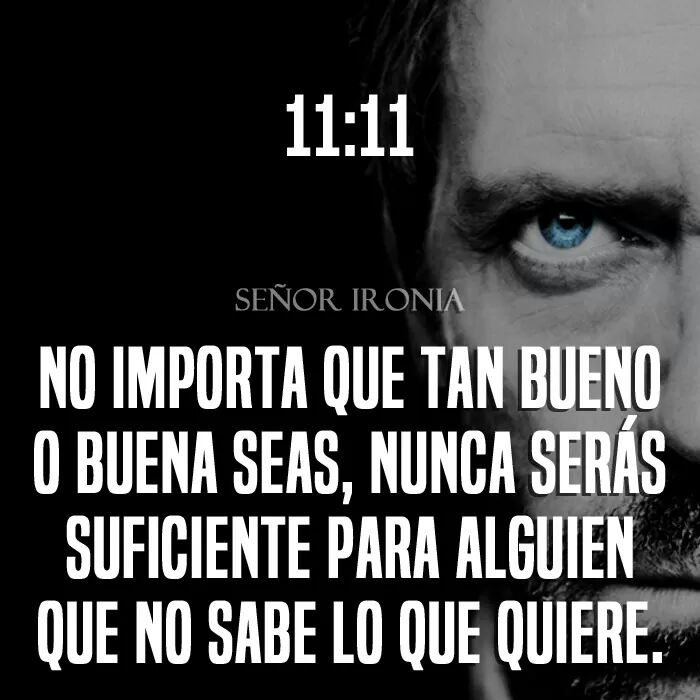 11:11
SEÑOR IRONIA
NO IMPORTA QUE TAN BUENO
O BUENA SEAS, NUNCA SERÁS
SUFICIENTE PARA ALGUIEN
QUE NO SABE LO QUE QUIERE.